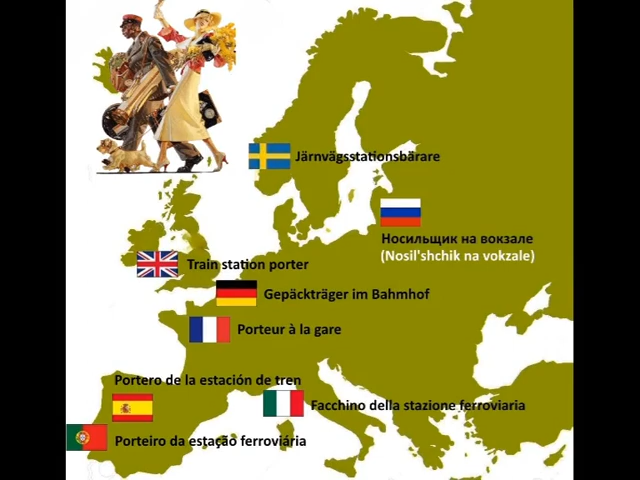 Järnvägsstationsbärare
Носильщик на вокзале
(Nosil'shchik na vokzale)
Train station porter
Gepäckträger im Bahmhof
Porteur à la gare
Portero de la estación de tren
Facchino della stazione ferroviaria
Porteiro da estação ferroviária